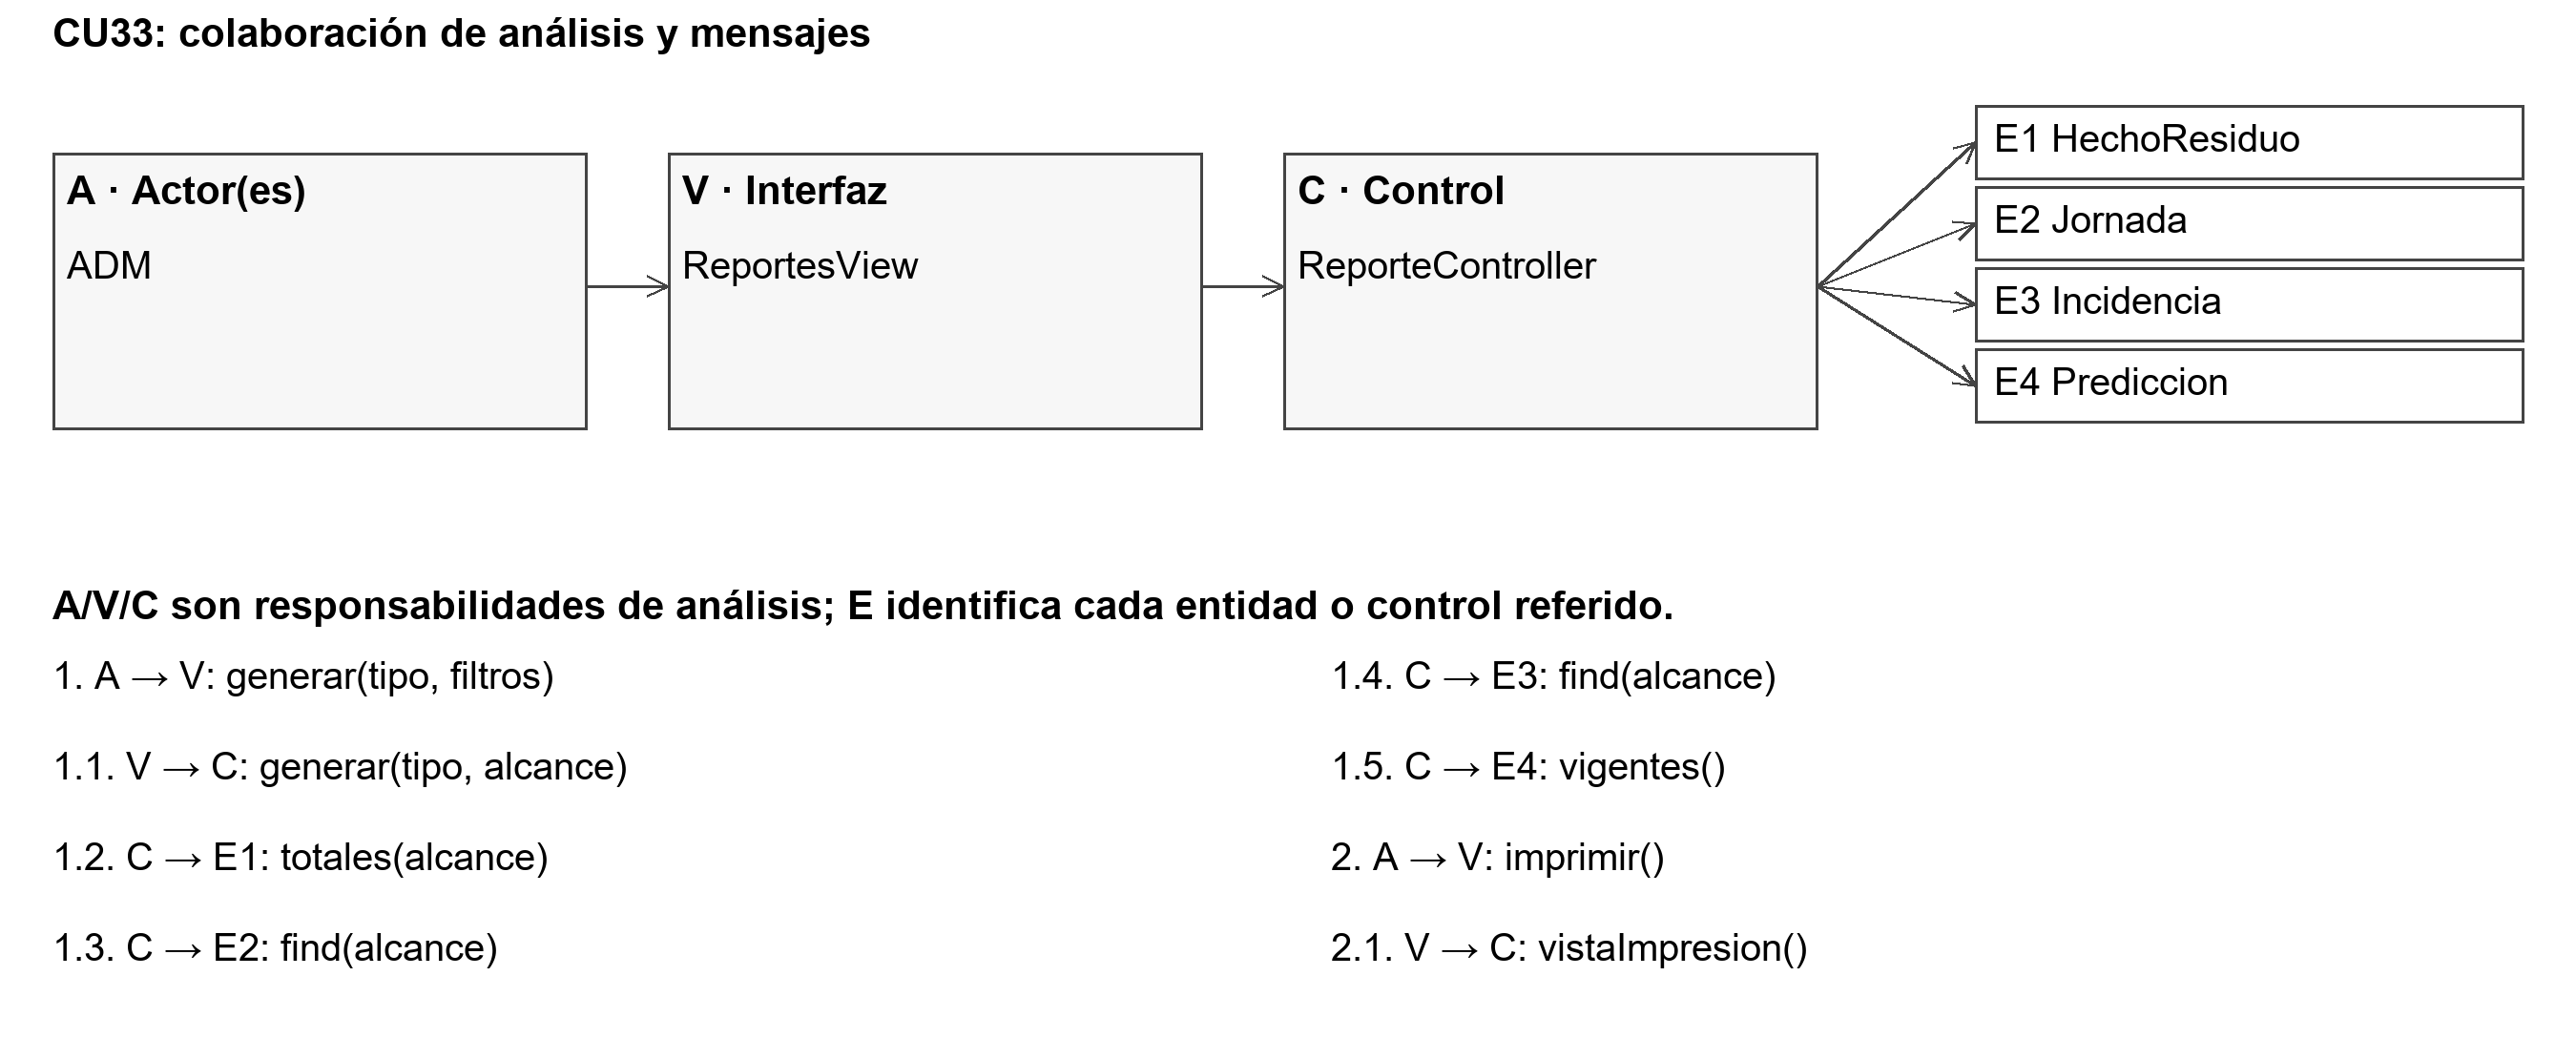 CU33: colaboración de análisis y mensajes
A · Actor(es)
ADM
V · Interfaz
ReportesView
C · Control
ReporteController
E1 HechoResiduo
E2 Jornada
E3 Incidencia
E4 Prediccion
A/V/C son responsabilidades de análisis; E identifica cada entidad o control referido.
1. A → V: generar(tipo, filtros)
1.1. V → C: generar(tipo, alcance)
1.2. C → E1: totales(alcance)
1.3. C → E2: find(alcance)
1.4. C → E3: find(alcance)
1.5. C → E4: vigentes()
2. A → V: imprimir()
2.1. V → C: vistaImpresion()